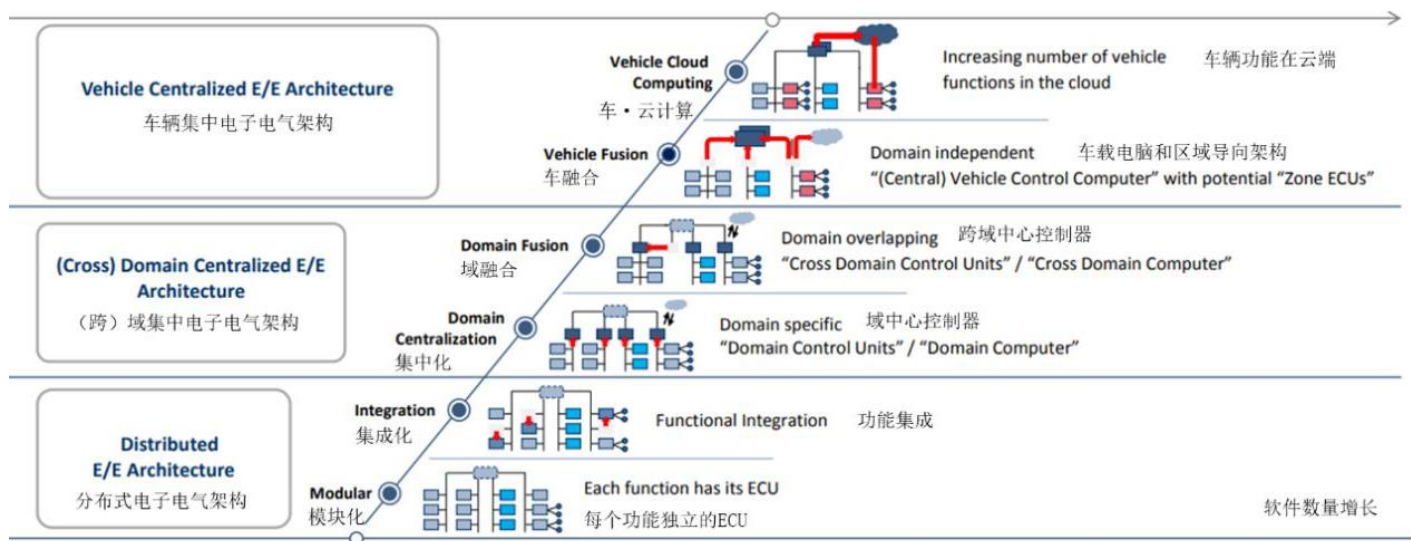 Vehicle Centralized E/E Architecture
车辆集中电子电气架构
Vehicle Cloud
Computing
车·云计算
Increasing number of vehicle
functions in the cloud
车辆功能在云端
Vehicle Fusion
车融合
Domain independent
车载电脑和区域导向架构
“(Central) Vehicle Control Computer” with potential “Zone ECUs”
(Cross) Domain Centralized E/E
Architecture
（跨）域集中电子电气架构
Domain Fusion
域融合
Domain overlapping
跨域中心控制器
“Cross Domain Control Units” / “Cross Domain Computer”
Domain
Centralization
集中化
Domain specific
域中心控制器
“Domain Control Units” / “Domain Computer”
Distributed
E/E Architecture
分布式电子电气架构
Integration
集成化
Functional Integration
功能集成
Modular
模块化
Each function has its ECU
每个功能独立的ECU
软件数量增长